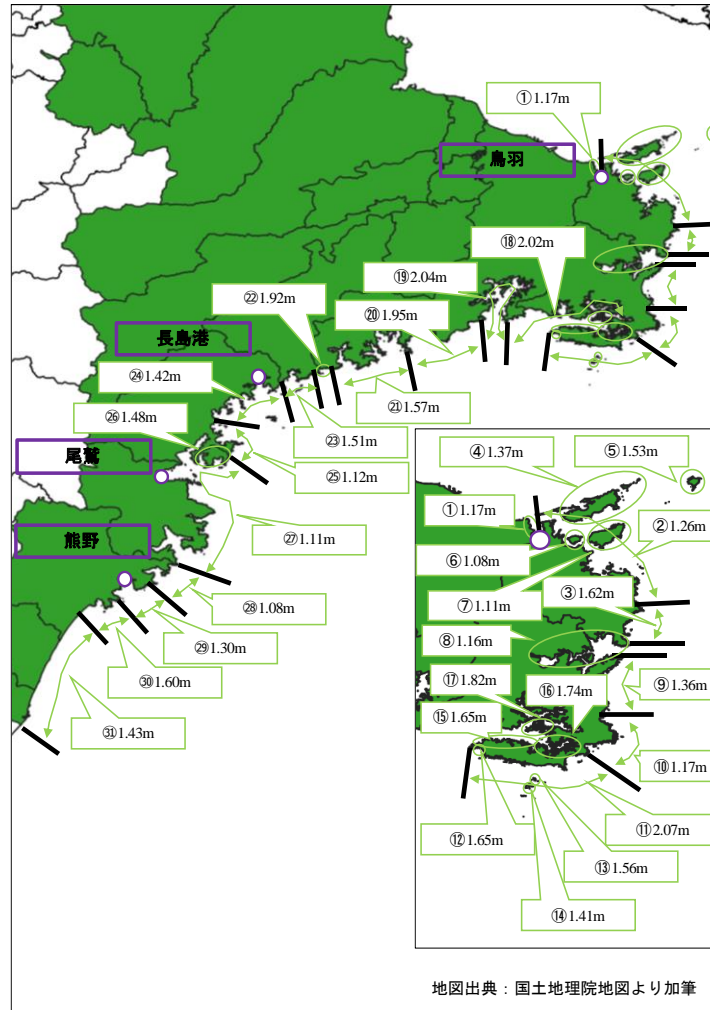 ①1.17m
鳥羽
⑱2.02m
⑲2.04m
㉒1.92m
⑳1.95m
長島港
㉔1.42m
㉑1.57m
㉖1.48m
㉓1.51m
尾鷲
㉕1.12m
㉗1.11m
熊野
㉘1.08m
㉙1.30m
㉚1.60m
㉛1.43m
④1.37m
⑤1.53m
①1.17m
②1.26m
⑥1.08m
③1.62m
⑦1.11m
⑧1.16m
⑰1.82m
⑯1.74m
⑨1.36m
⑮1.65m
⑩1.17m
⑫1.65m
⑪2.07m
⑬1.56m
⑭1.41m
地図出典：国土地理院地図より加筆